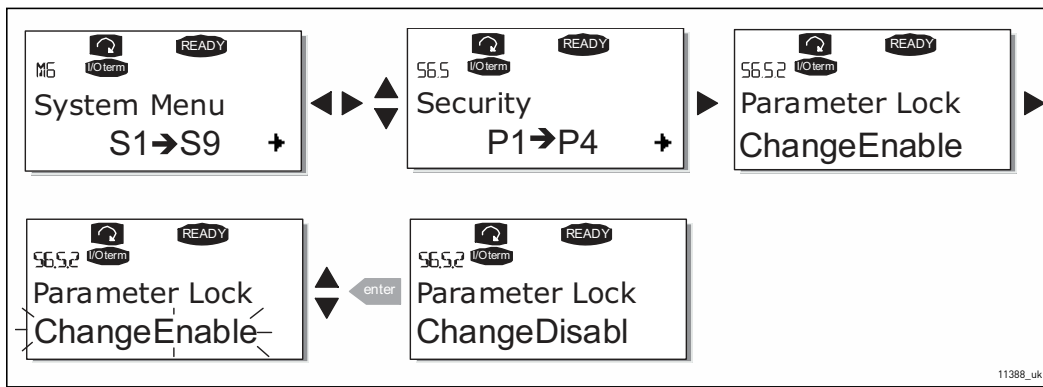 READY
M6 I/Oterm
System Menu
S1➔S9
READY
S6.5 I/Oterm
Security
P1➔P4
READY
S6.5.2 I/Oterm
Parameter Lock
ChangeEnable
READY
S6.5.2 I/Oterm
Parameter Lock
ChangeEnable
enter
READY
S6.5.2 I/Oterm
Parameter Lock
ChangeDisabl
11388_uk